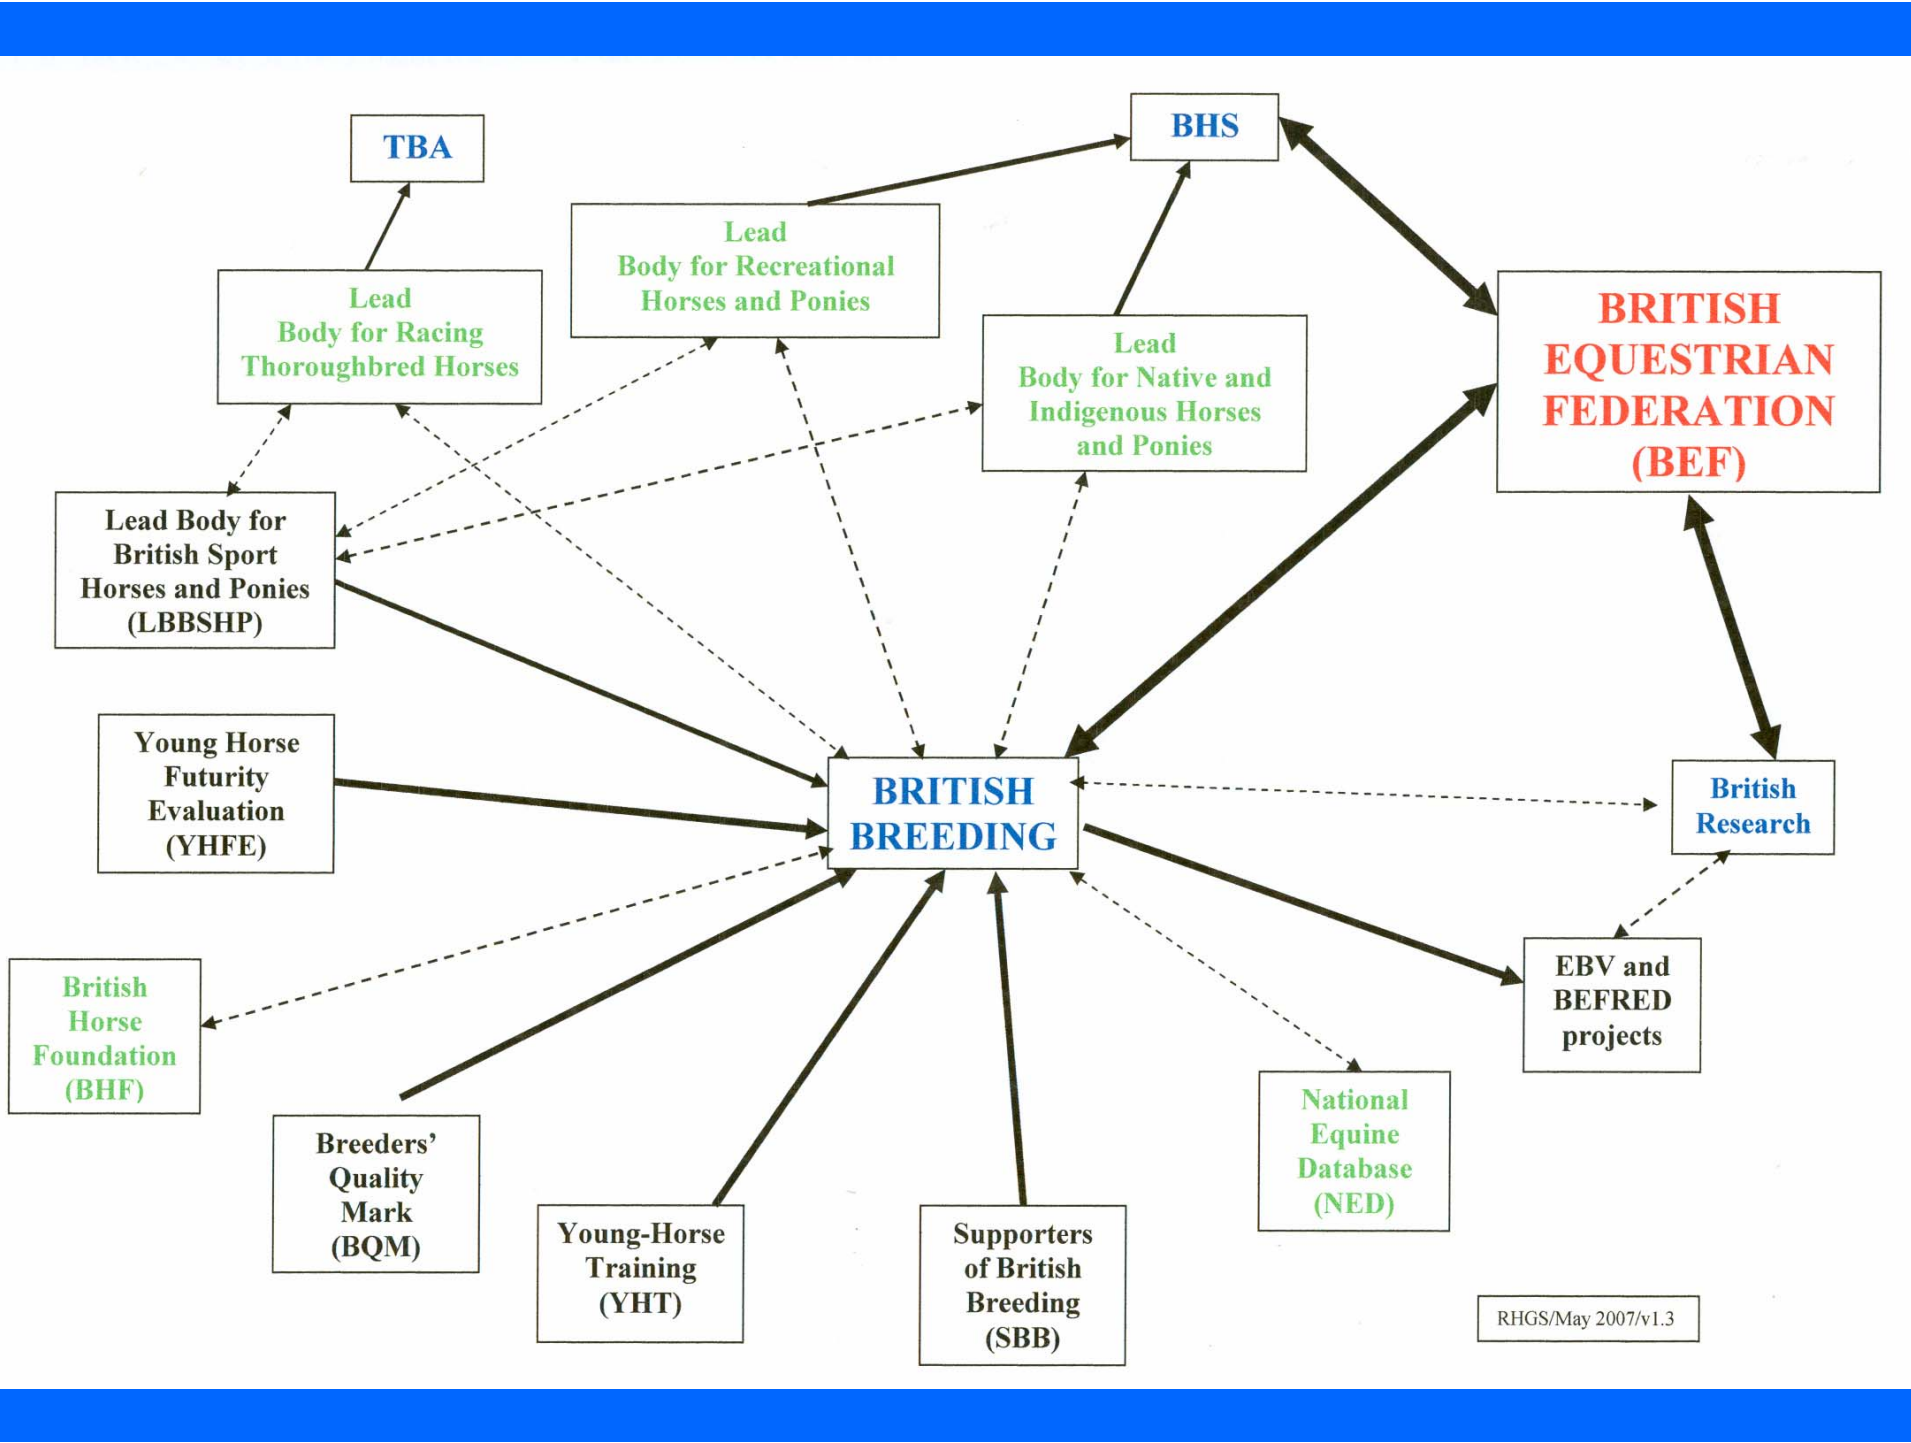 TBA
BHS
Lead
Body for Recreational
Horses and Ponies
Lead
Body for Racing
Thoroughbred Horses
BRITISH
EQUESTRIAN
FEDERATION
(BEF)
Lead
Body for Native and
Indigenous Horses
and Ponies
Lead Body for
British Sport
Horses and Ponies
(LBBSHP)
Young Horse
Futurity
Evaluation
(YHFE)
BRITISH
BREEDING
British
Research
British
Horse
Foundation
(BHF)
EBV and
BEFRED
projects
Breeders’
Quality
Mark
(BQM)
National
Equine
Database
(NED)
Young-Horse
Training
(YHT)
Supporters
of British
Breeding
(SBB)
RHGS/May 2007/v1.3